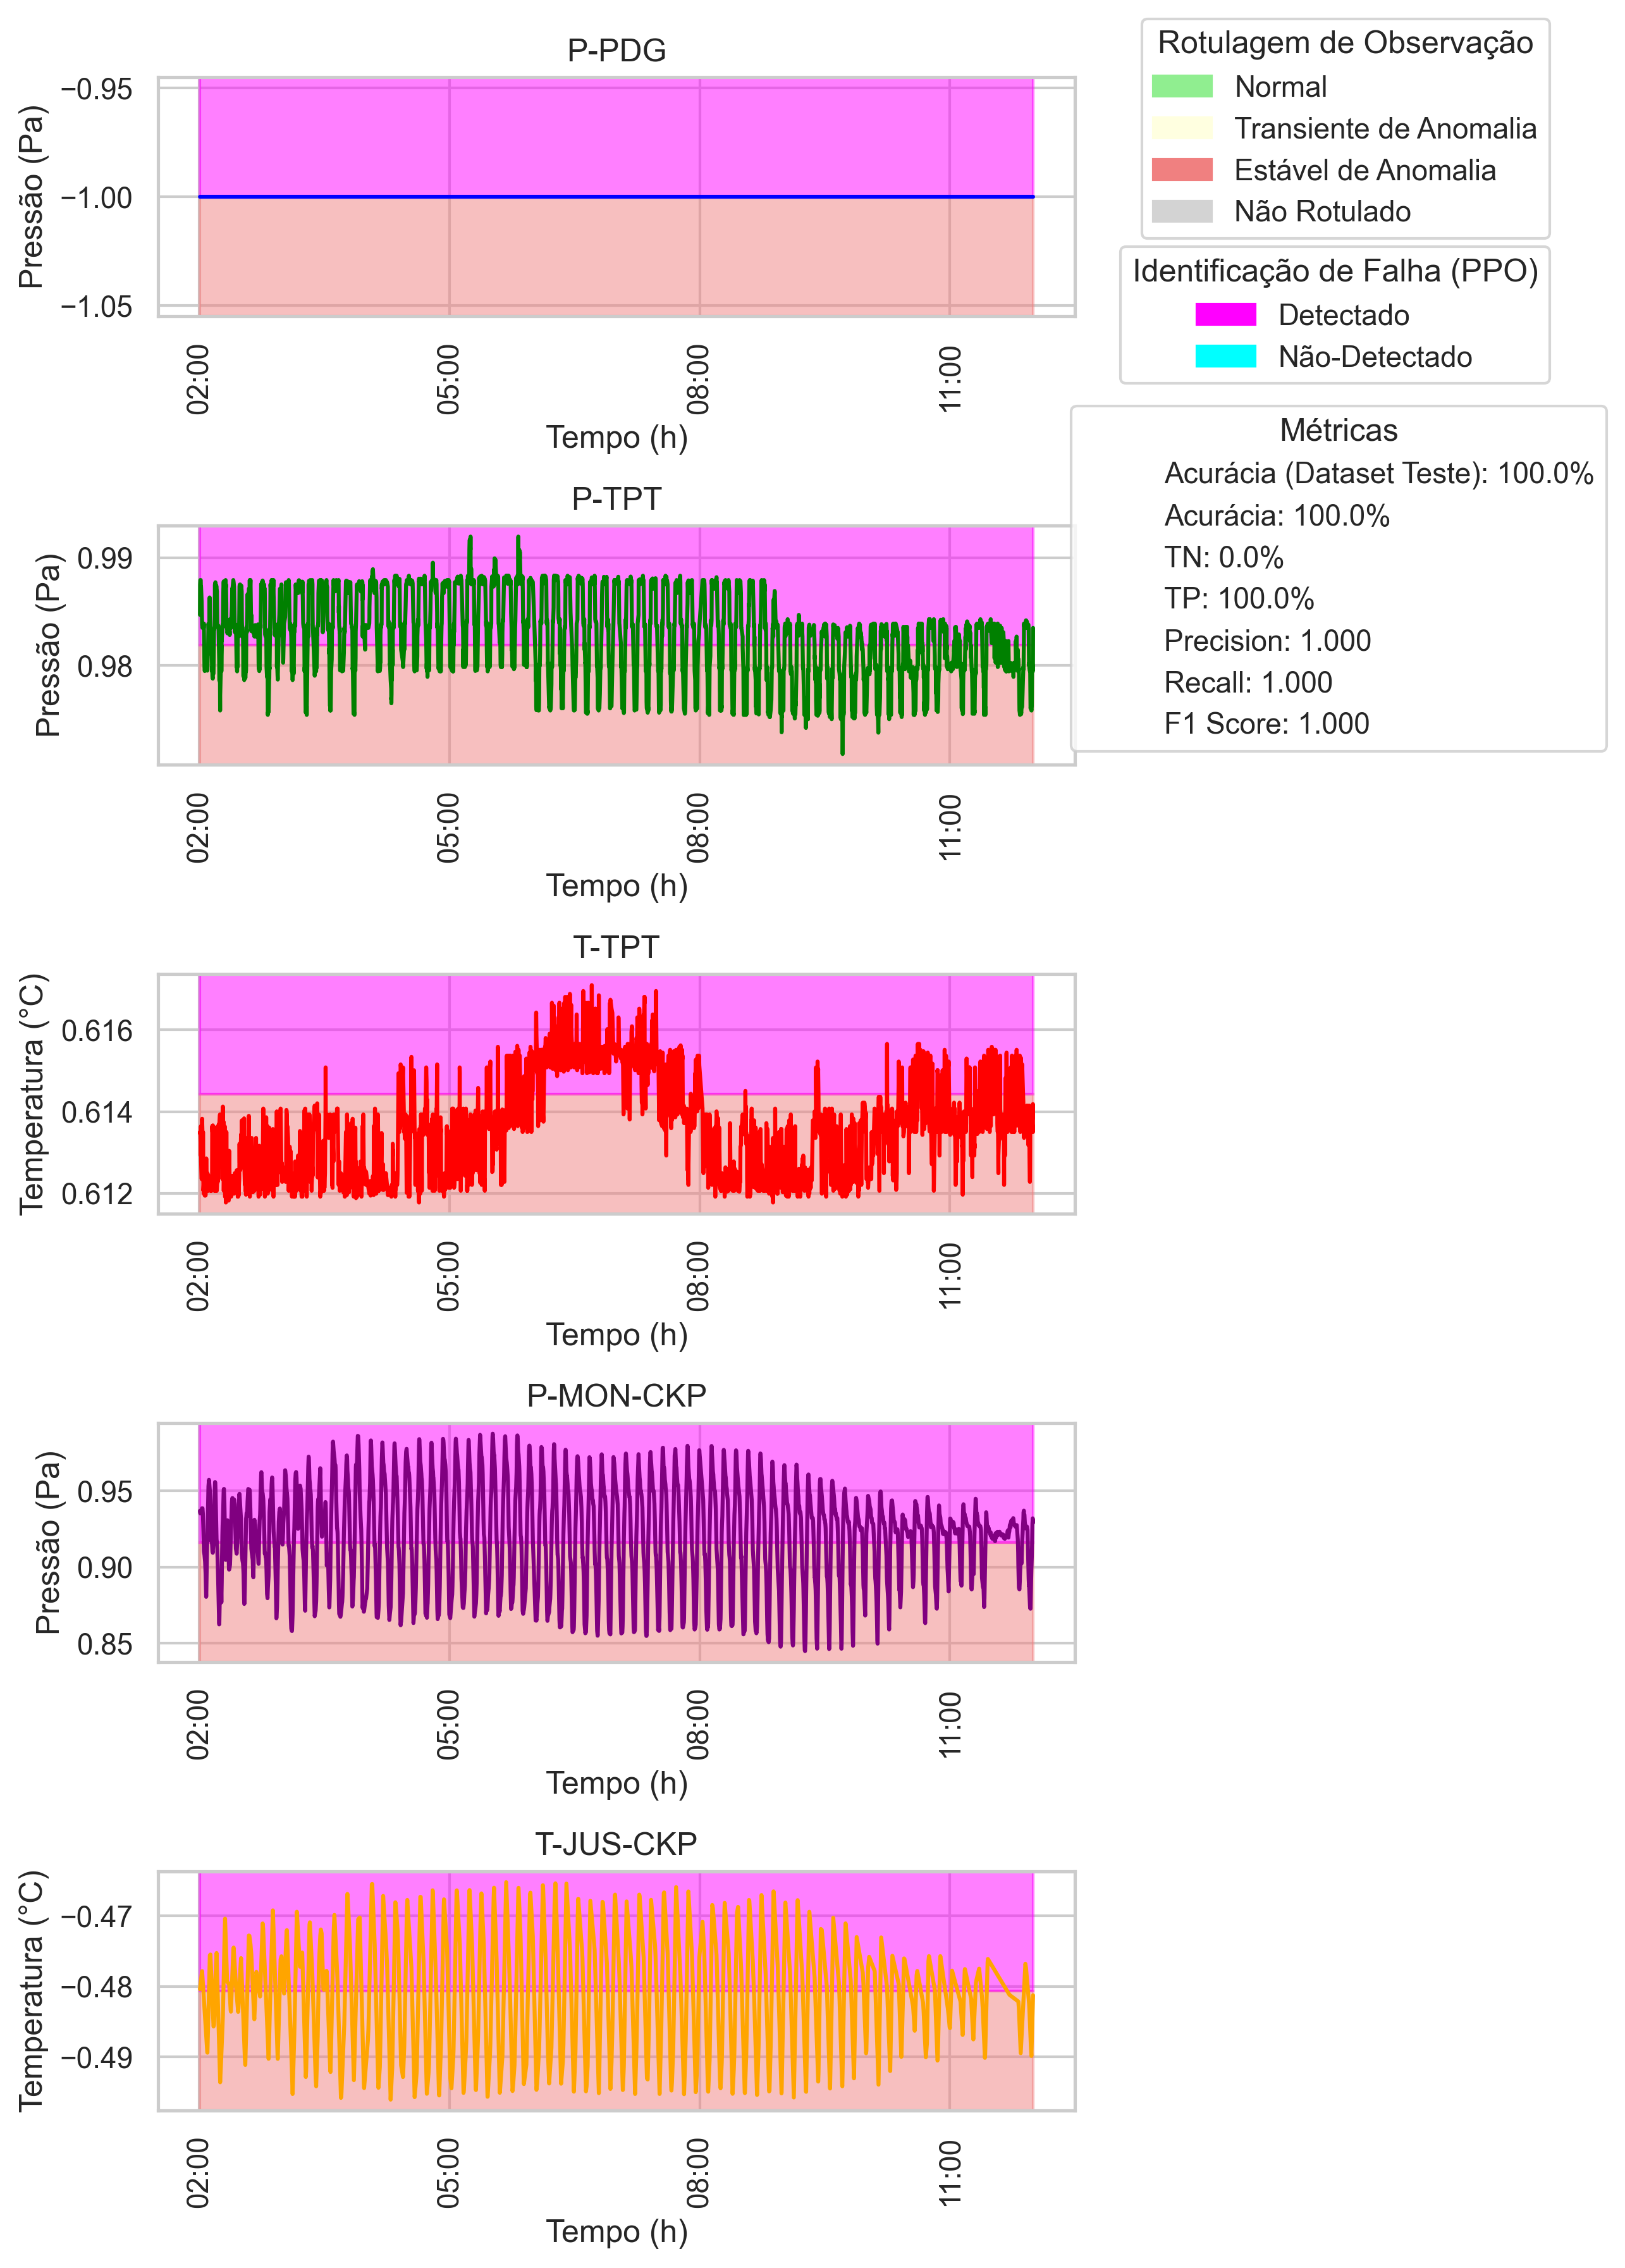 P-PDG
Pressão (Pa)
−0.95
−1.00
−1.05
02:00
05:00
08:00
11:00
Tempo (h)
Rotulagem de Observação
Normal
Transiente de Anomalia
Estável de Anomalia
Não Rotulado
Identificação de Falha (PPO)
Detectado
Não-Detectado
Métricas
Acurácia (Dataset Teste): 100.0%
Acurácia: 100.0%
TN: 0.0%
TP: 100.0%
Precision: 1.000
Recall: 1.000
F1 Score: 1.000
P-TPT
Pressão (Pa)
0.99
0.98
02:00
05:00
08:00
11:00
Tempo (h)
T-TPT
Temperatura (°C)
0.616
0.614
0.612
02:00
05:00
08:00
11:00
Tempo (h)
P-MON-CKP
Pressão (Pa)
0.95
0.90
0.85
02:00
05:00
08:00
11:00
Tempo (h)
T-JUS-CKP
Temperatura (°C)
−0.47
−0.48
−0.49
02:00
05:00
08:00
11:00
Tempo (h)